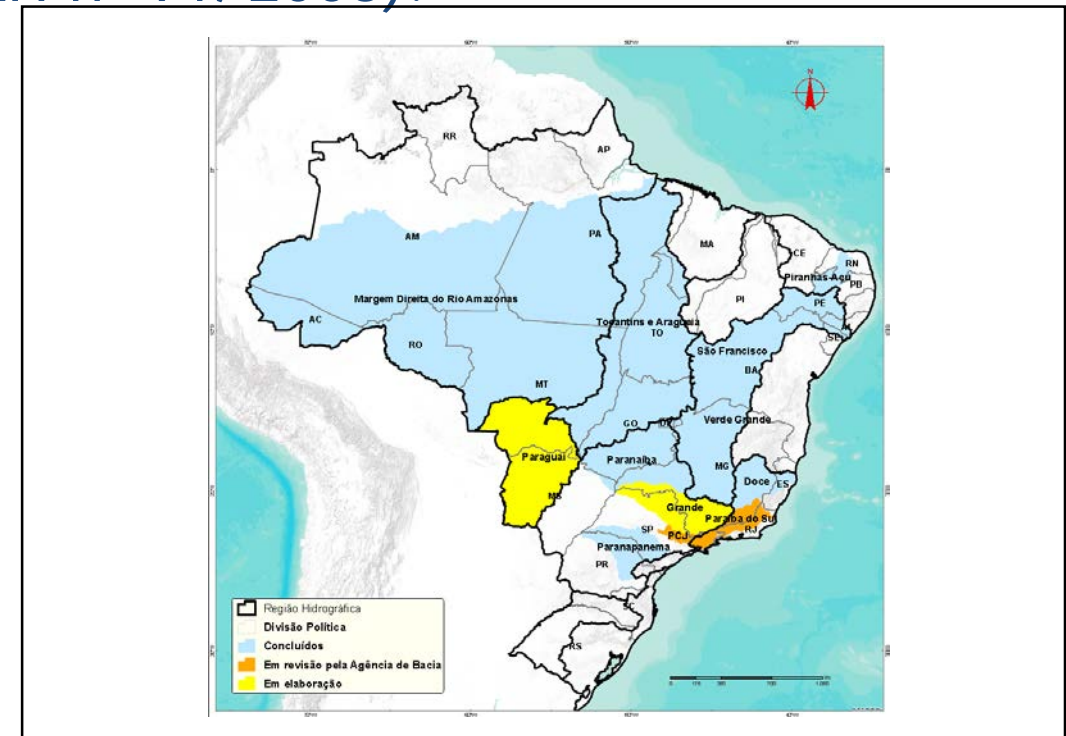 2008).
N
RR
AP
AM
PA
MA
CE
RN
Piranhas-Açu
PB
PI
PE
Margem Direita do Rio Amazonas
AC
Tocantins e Araguaia
TO
SE
RO
São Francisco
BA
MT
Verde Grande
GO
DF
Paraguai
Paranaíba
MG
Doce
ES
MS
Grande
Paraíba do Sul
RJ
SP
PCJ
Paranapanema
PR
SC
RS
Região Hidrográfica
Divisão Política
Concluídos
Em revisão pela Agência de Bacia
Em elaboração